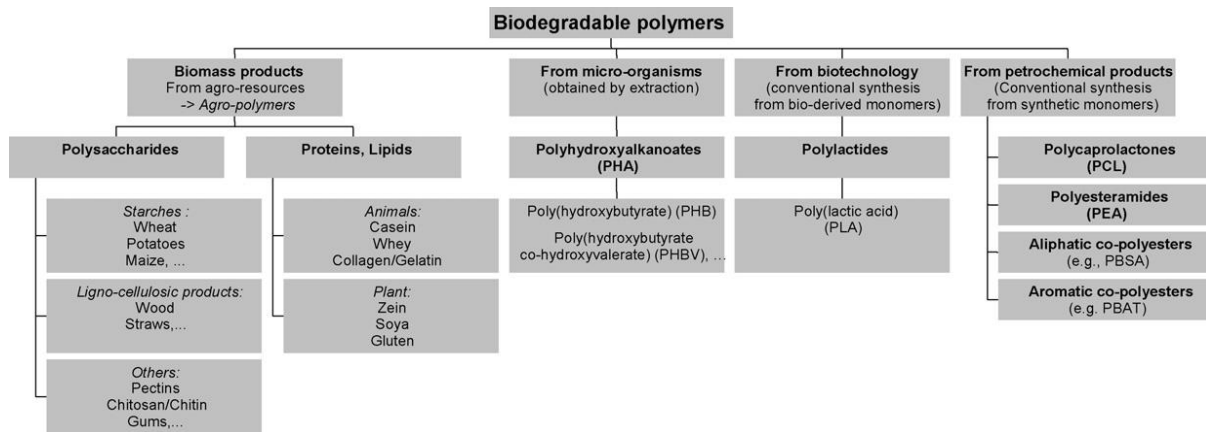 Biodegradable polymers
Biomass products
From agro-resources
-> Agro-polymers
From micro-organisms
(obtained by extraction)
From biotechnology
(conventional synthesis
from bio-derived monomers)
From petrochemical products
(Conventional synthesis
from synthetic monomers)
Polysaccharides
Proteins, Lipids
Polyhydroxyalkanoates
(PHA)
Polylactides
Polycaprolactones
(PCL)
Polyesteramides
(PEA)
Aliphatic co-polyesters
(e.g., PBSA)
Aromatic co-polyesters
(e.g. PBAT)
Starches :
Wheat
Potatoes
Maize, ...
Ligno-cellulosic products:
Wood
Straws,...
Others:
Pectins
Chitosan/Chitin
Gums,...
Animals:
Casein
Whey
Collagen/Gelatin
Plant:
Zein
Soya
Gluten
Poly(hydroxybutyrate) (PHB)
Poly(hydroxybutyrate
co-hydroxyvalerate) (PHBV), ...
Poly(lactic acid)
(PLA)